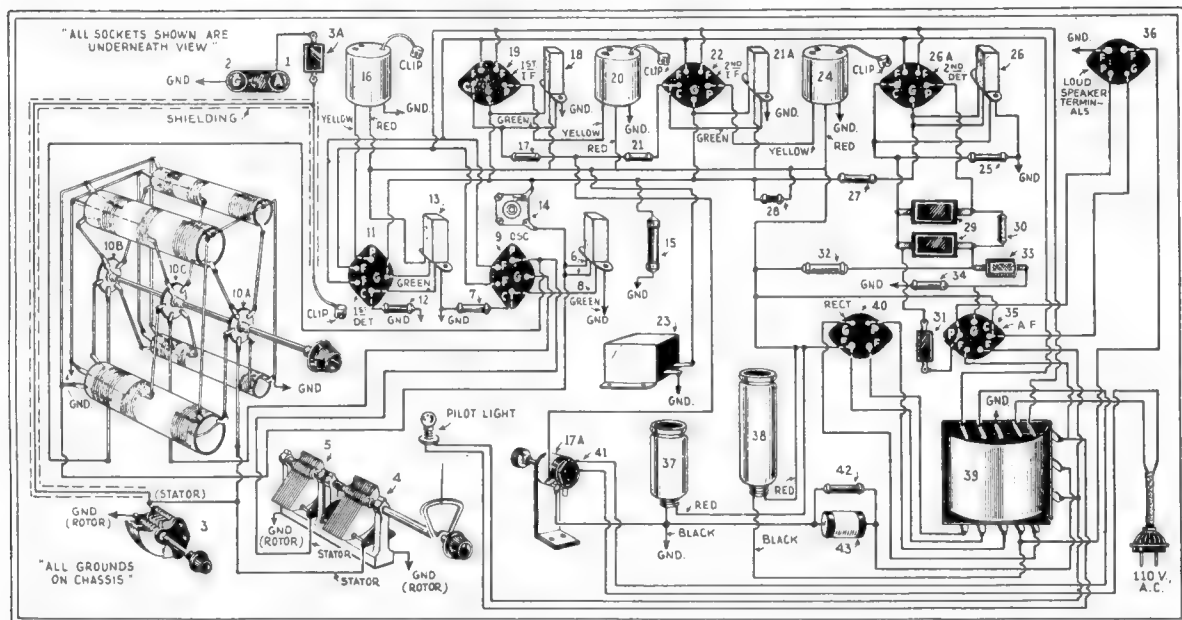 "ALL SOCKETS SHOWN ARE
UNDERNEATH VIEW"
3A
2
1
GND
G
A
SHIELDING
16
CLIP
GND.
YELLOW
RED
19
1ST
I F
18
GND.
GREEN
17
20
CLIP
GND.
YELLOW
RED
21
22
2ND
I F
21A
GND.
GREEN
24
CLIP
GND.
YELLOW
RED
26A
2ND
DET
26
25
GND
36
GND
LOUD
SPEAKER
TERMIN-
ALS
27
28
29
30
10B
10C
10A
GND
GND.
CLIP
11
13
GREEN
12
GND
1ST
DET
14
9
OSC
7
GND
6
8
GREEN
GND
15
GND
32
33
34
GND
23
GND.
RECT
40
31
35
A F
GND
39
PILOT LIGHT
17A
41
37
RED
BLACK
GND.
38
RED
BLACK
42
43
110 V.,
A.C.
(STATOR)
GND
(ROTOR)
3
"ALL GROUNDS
ON CHASSIS"
5
4
GND
(ROTOR)
STATOR
STATOR
GND
(ROTOR)